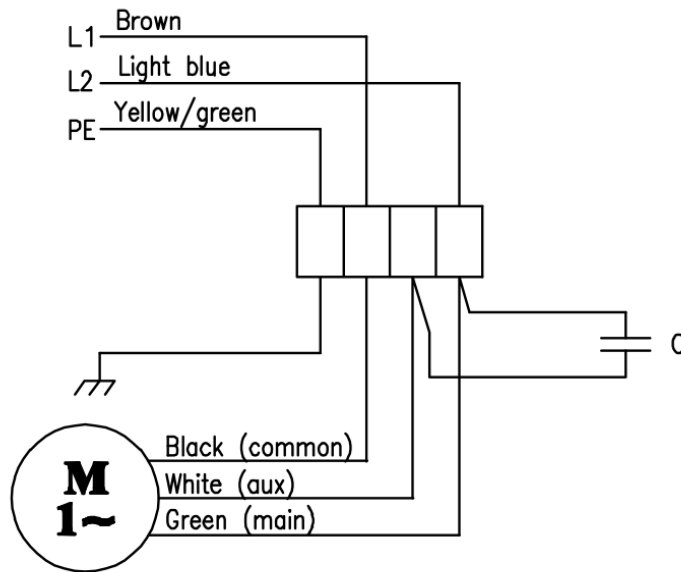 L1 Brown
L2 Light blue
PE Yellow/green
C
Black (common)
White (aux)
Green (main)
M
1~